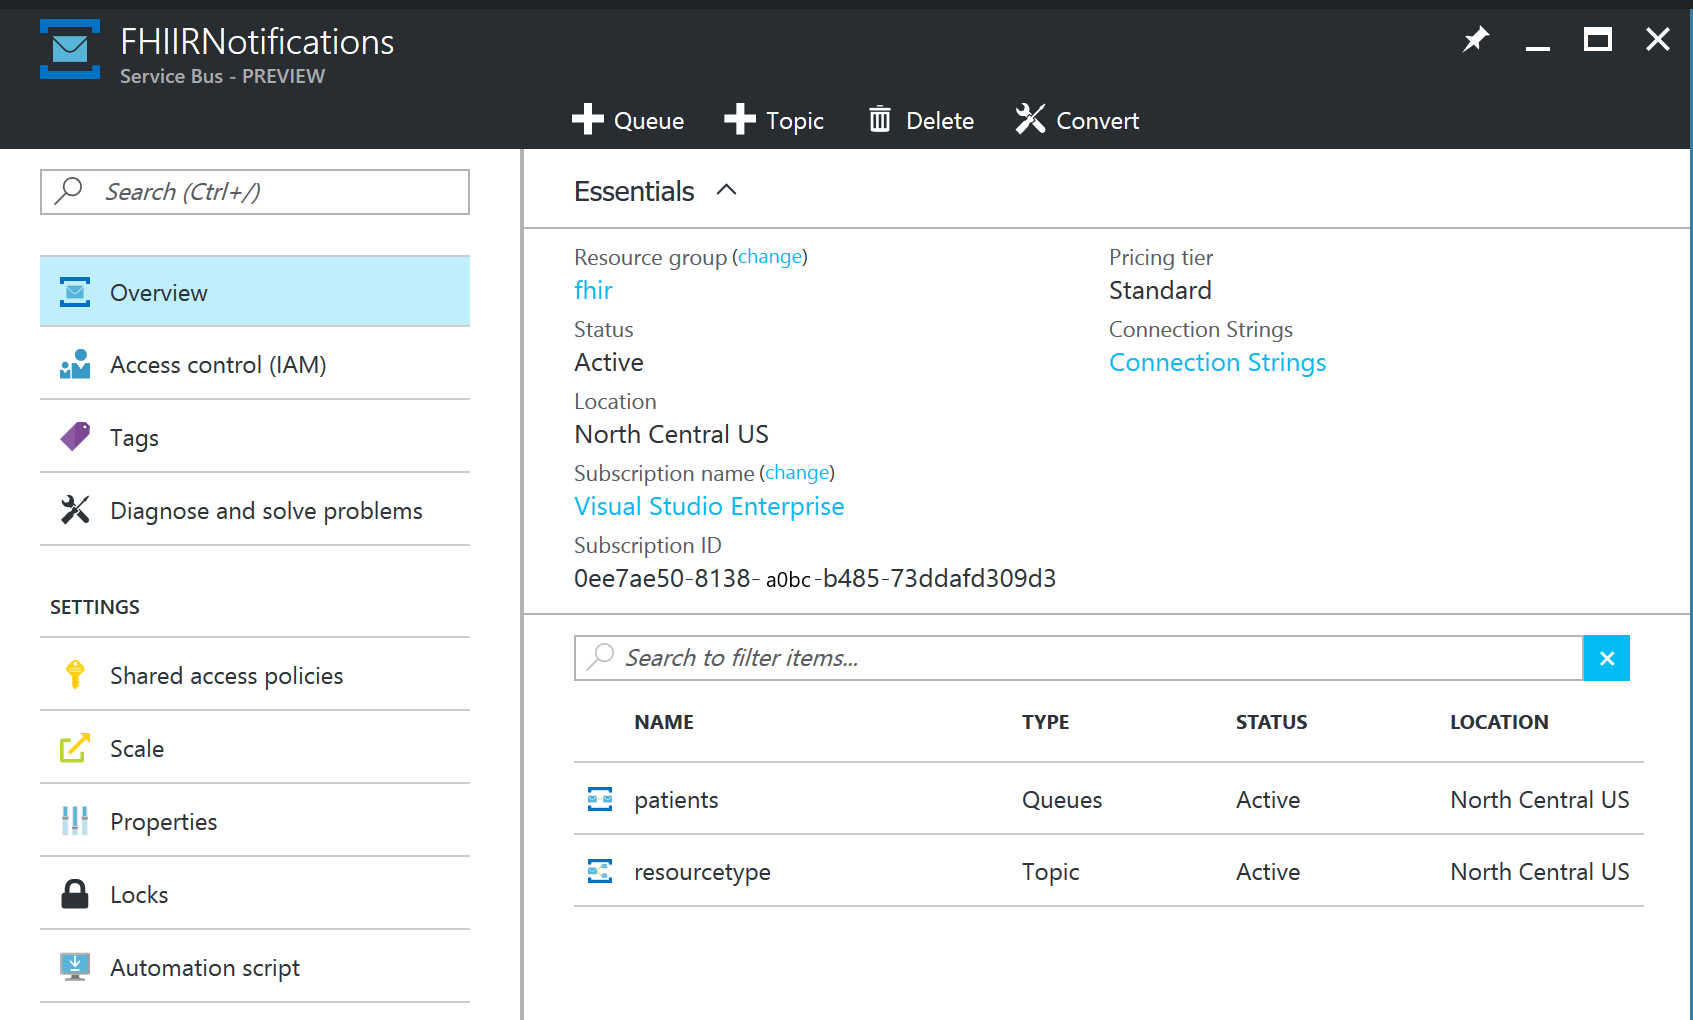 FHIIRNotifications
Service Bus - PREVIEW
Queue Topic Delete Convert
Search (Ctrl+/)
Overview
Access control (IAM)
Tags
Diagnose and solve problems
SETTINGS
Shared access policies
Scale
Properties
Locks
Automation script
Essentials
Resource group (change)
fhir
Status
Active
Location
North Central US
Subscription name (change)
Visual Studio Enterprise
Subscription ID
0ee7ae50-8138- a0bc -b485-73ddafd309d3
Pricing tier
Standard
Connection Strings
Connection Strings
Search to filter items...
NAME TYPE STATUS LOCATION
patients Queues Active North Central US
resourcetype Topic Active North Central US